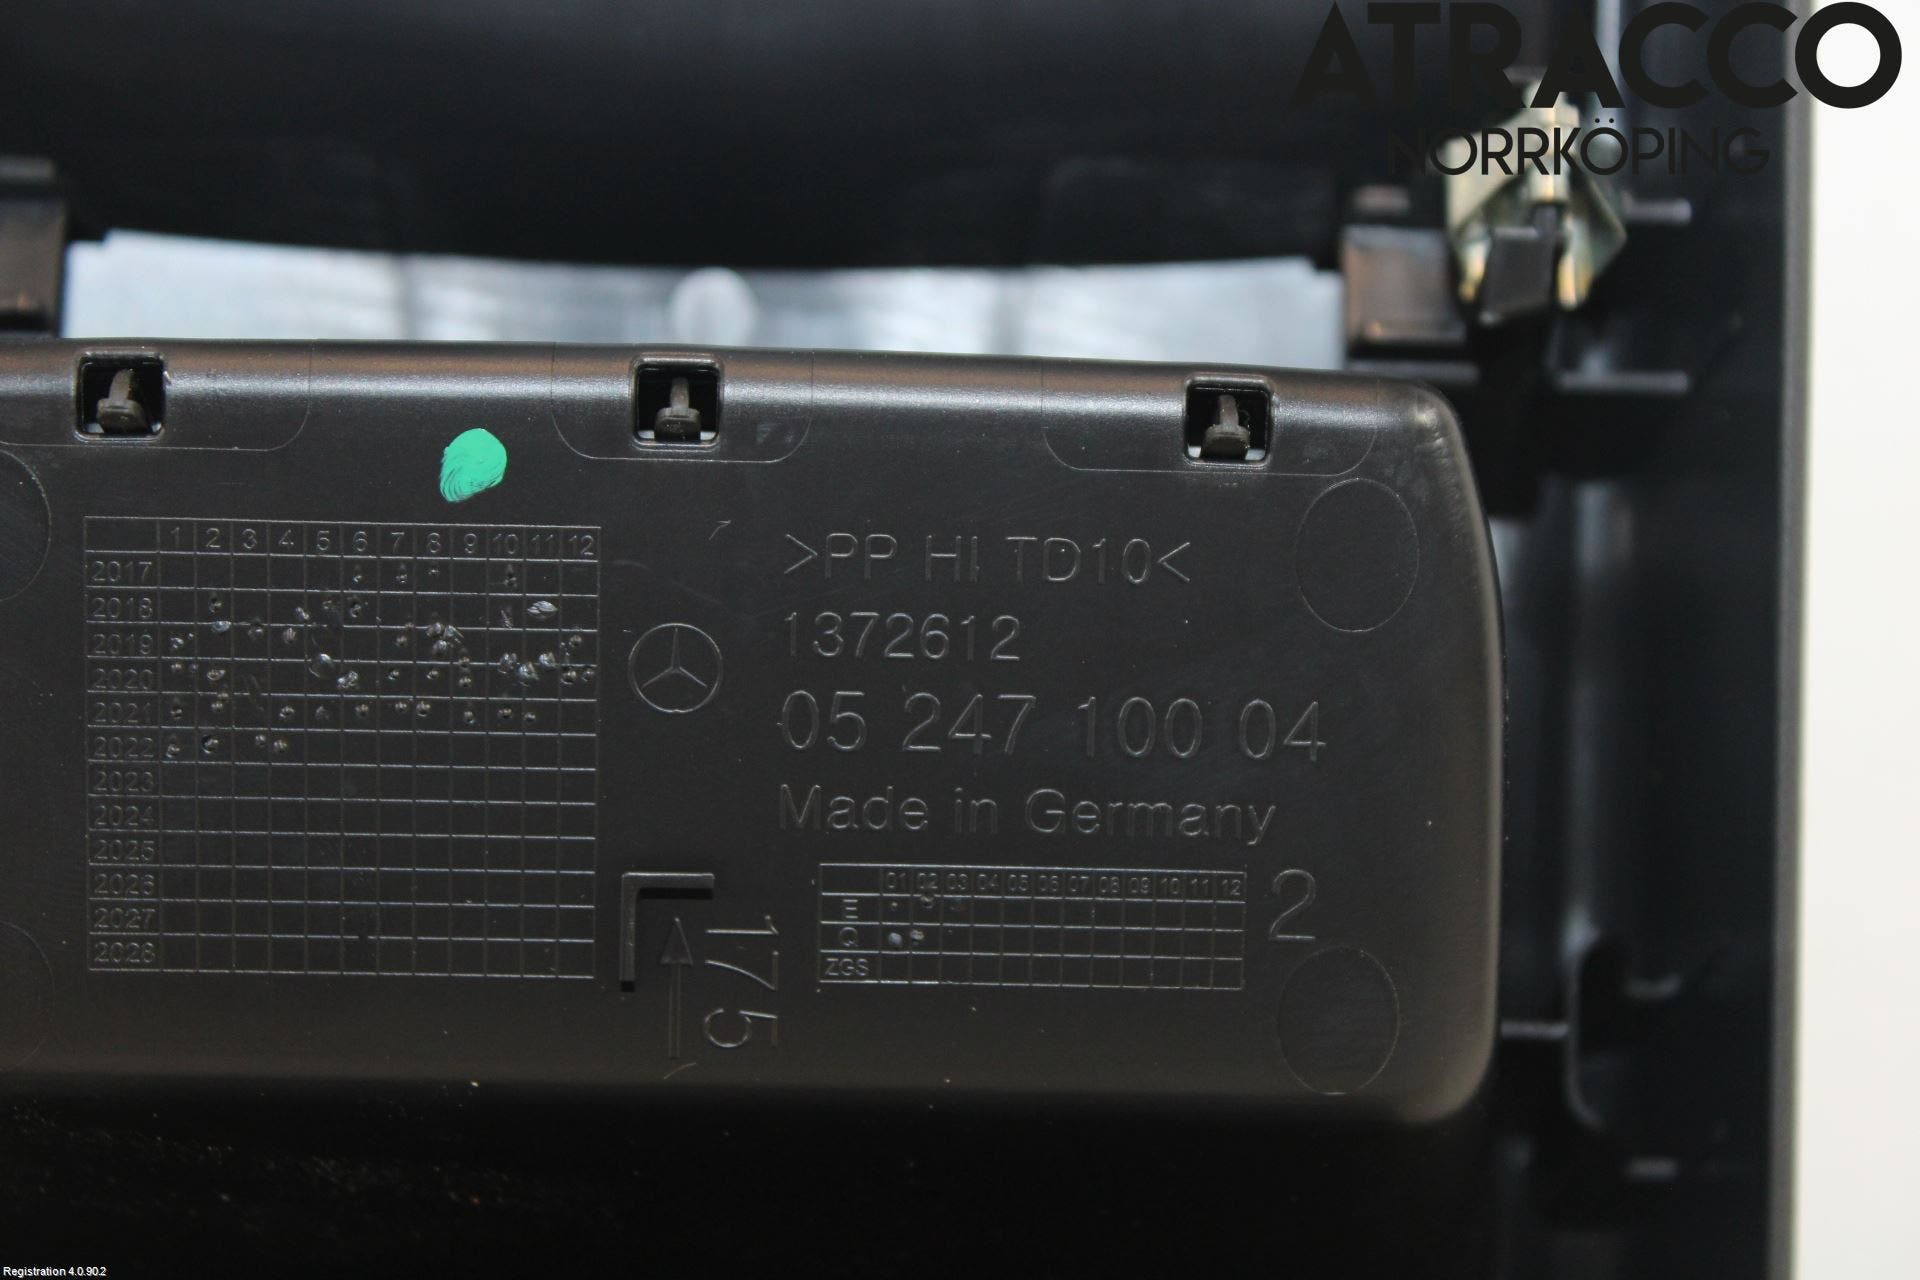 ATRACCO
NORRKÖPING
1 2 3 4 5 6 7 8 9 10 11 12
2017
2018
2019
2020
2021
2022
2023
2024
2025
2026
2027
2028
>PP HI TD10<
1372612
05 247 100 04
Made in Germany
01 02 03 04 05 06 07 08 09 10 11 12
E
Q
ZGS
2
175
Registration 4.0.90.2